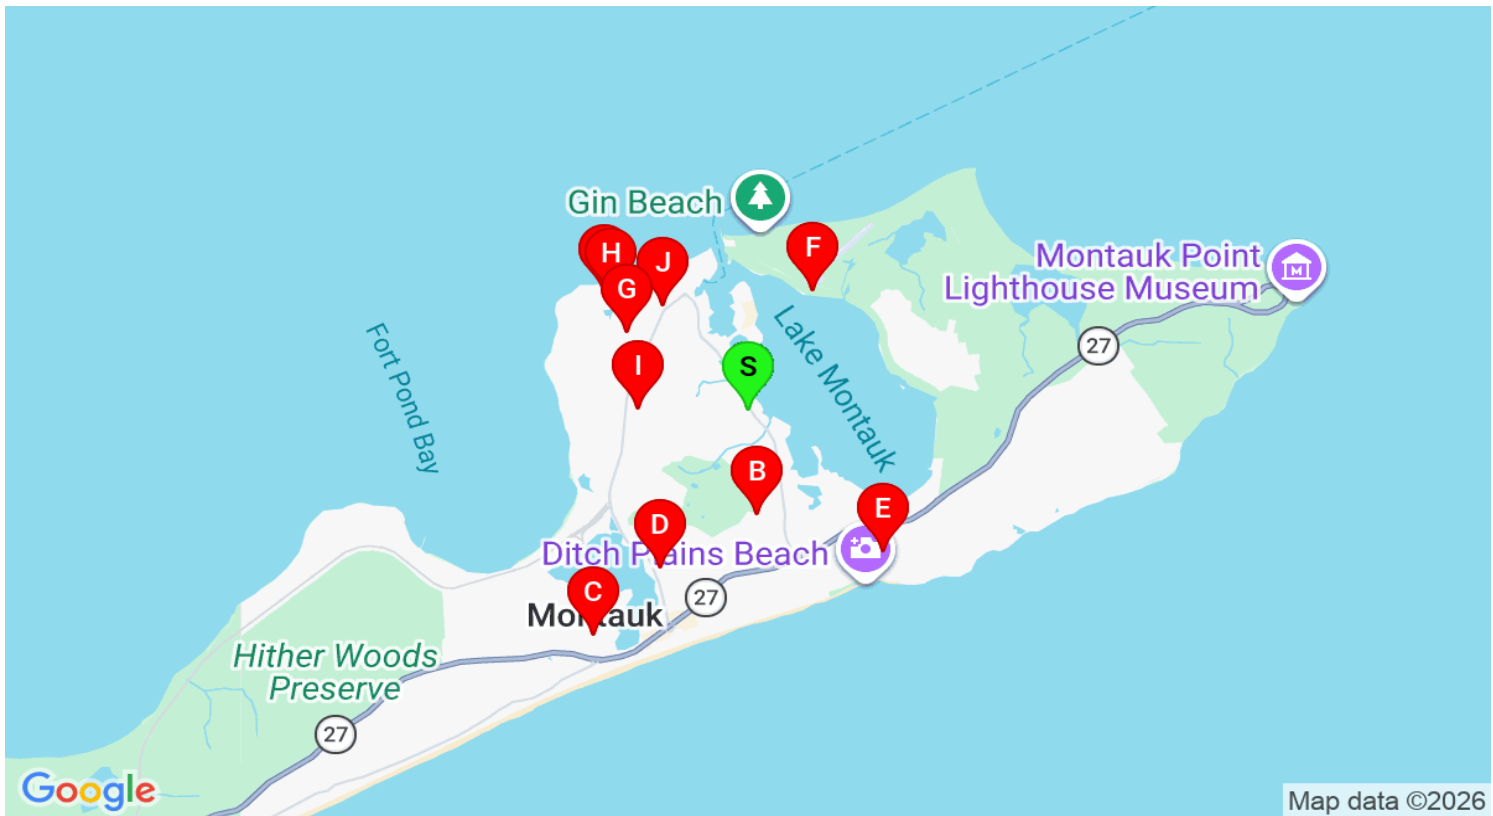 Gin Beach
F
H
J
G
Montauk Point
Lighthouse Museum
27
Fort Pond Bay
Lake Montauk
I
S
B
E
D
Ditch Plains Beach
C
27
Montauk
Hither Woods
Preserve
27
Google
Map data ©2026